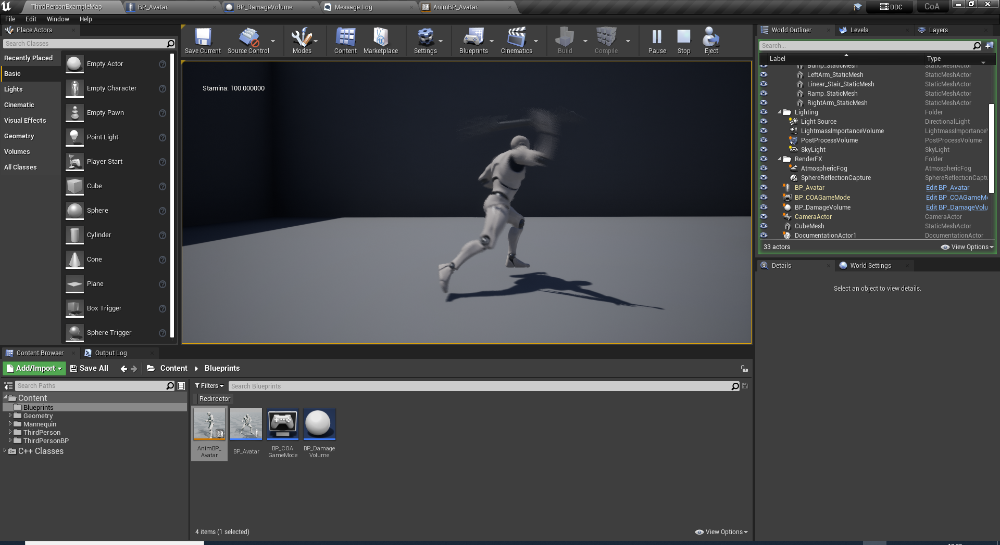 ThirdPersonExampleMap
BP_Avatar
BP_DamageVolume
Message Log
AnimBP_Avatar
DDC
CoA
File Edit Window Help
Place Actors
Search Classes
Recently Placed
Basic
Lights
Cinematic
Visual Effects
Geometry
Volumes
All Classes
Empty Actor
Empty Character
Empty Pawn
Point Light
Player Start
Cube
Sphere
Cylinder
Cone
Plane
Box Trigger
Sphere Trigger
Save Current
Source Control
Modes
Content
Marketplace
Settings
Blueprints
Cinematics
Build
Compile
Pause
Stop
Eject
Stamina: 100.000000
World Outliner
Levels
Layers
Search...
Label Type
Bump_StaticMesh StaticMeshActor
LeftArm_StaticMesh StaticMeshActor
Linear_Stair_StaticMesh StaticMeshActor
Ramp_StaticMesh StaticMeshActor
RightArm_StaticMesh StaticMeshActor
Lighting Folder
Light Source DirectionalLight
LightmassImportanceVolume LightmassImportance
PostProcessVolume PostProcessVolume
SkyLight SkyLight
RenderFX Folder
AtmosphericFog AtmosphericFog
SphereReflectionCapture SphereReflectionCaptu
BP_Avatar Edit BP_Avatar
BP_COAGameMode Edit BP_COAGameMo
BP_DamageVolume Edit BP_DamageVolu
CameraActor CameraActor
CubeMesh StaticMeshActor
DocumentationActor1 DocumentationActor
33 actors
View Options
Details
World Settings
Select an object to view details.
Content Browser
Output Log
Add/Import
Save All
Content
Blueprints
Search Paths
Content
Blueprints
Geometry
Mannequin
ThirdPerson
ThirdPersonBP
C++ Classes
Filters
Search Blueprints
Redirector
AnimBP_
Avatar
BP_Avatar
BP_COA
GameMode
BP_Damage
Volume
4 items (1 selected)
View Options